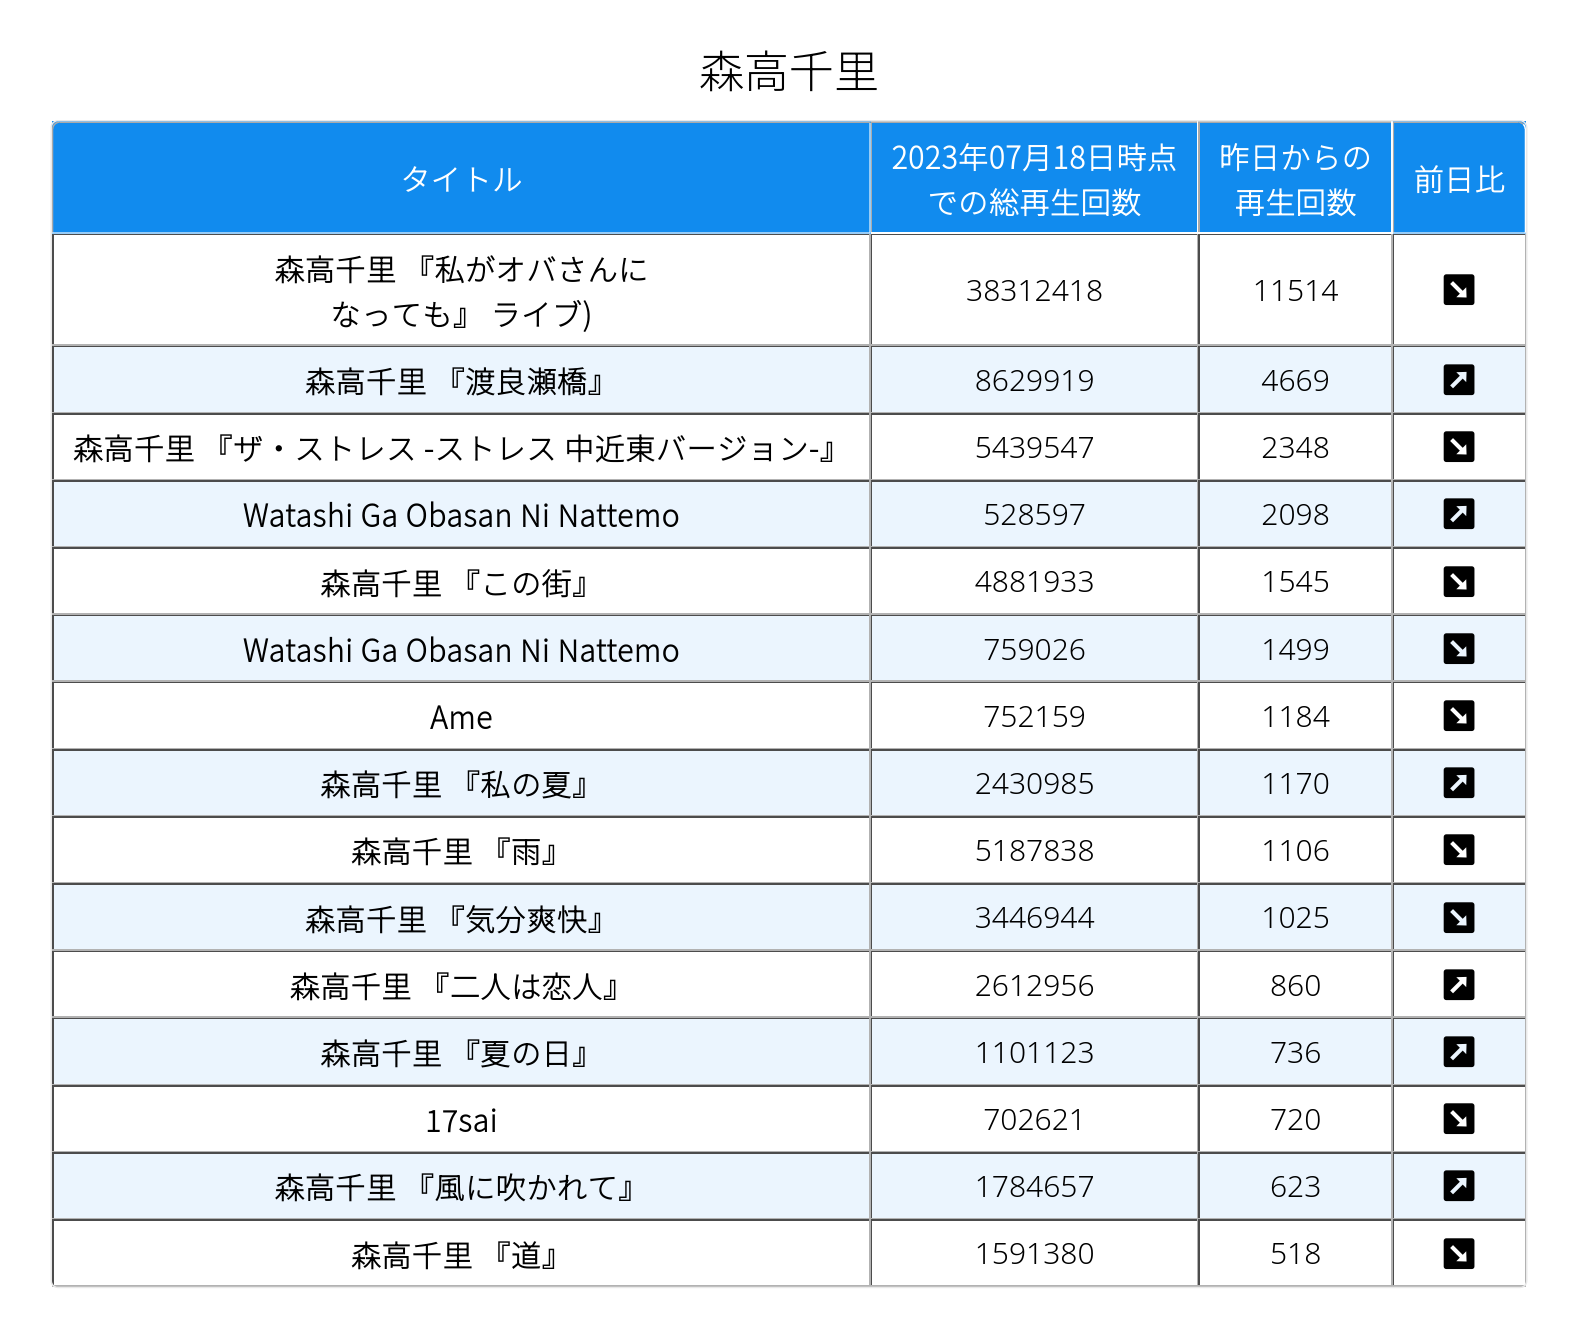 森高千里
タイトル
2023年07月18日時点
での総再生回数
昨日からの
再生回数
前日比
森高千里 『私がオバさんに
なっても』 ライブ)
38312418
11514
森高千里 『渡良瀬橋』
8629919
4669
森高千里 『ザ・ストレス -ストレス 中近東バージョン-』
5439547
2348
Watashi Ga Obasan Ni Nattemo
528597
2098
森高千里 『この街』
4881933
1545
Watashi Ga Obasan Ni Nattemo
759026
1499
Ame
752159
1184
森高千里 『私の夏』
2430985
1170
森高千里 『雨』
5187838
1106
森高千里 『気分爽快』
3446944
1025
森高千里 『二人は恋人』
2612956
860
森高千里 『夏の日』
1101123
736
17sai
702621
720
森高千里 『風に吹かれて』
1784657
623
森高千里 『道』
1591380
518